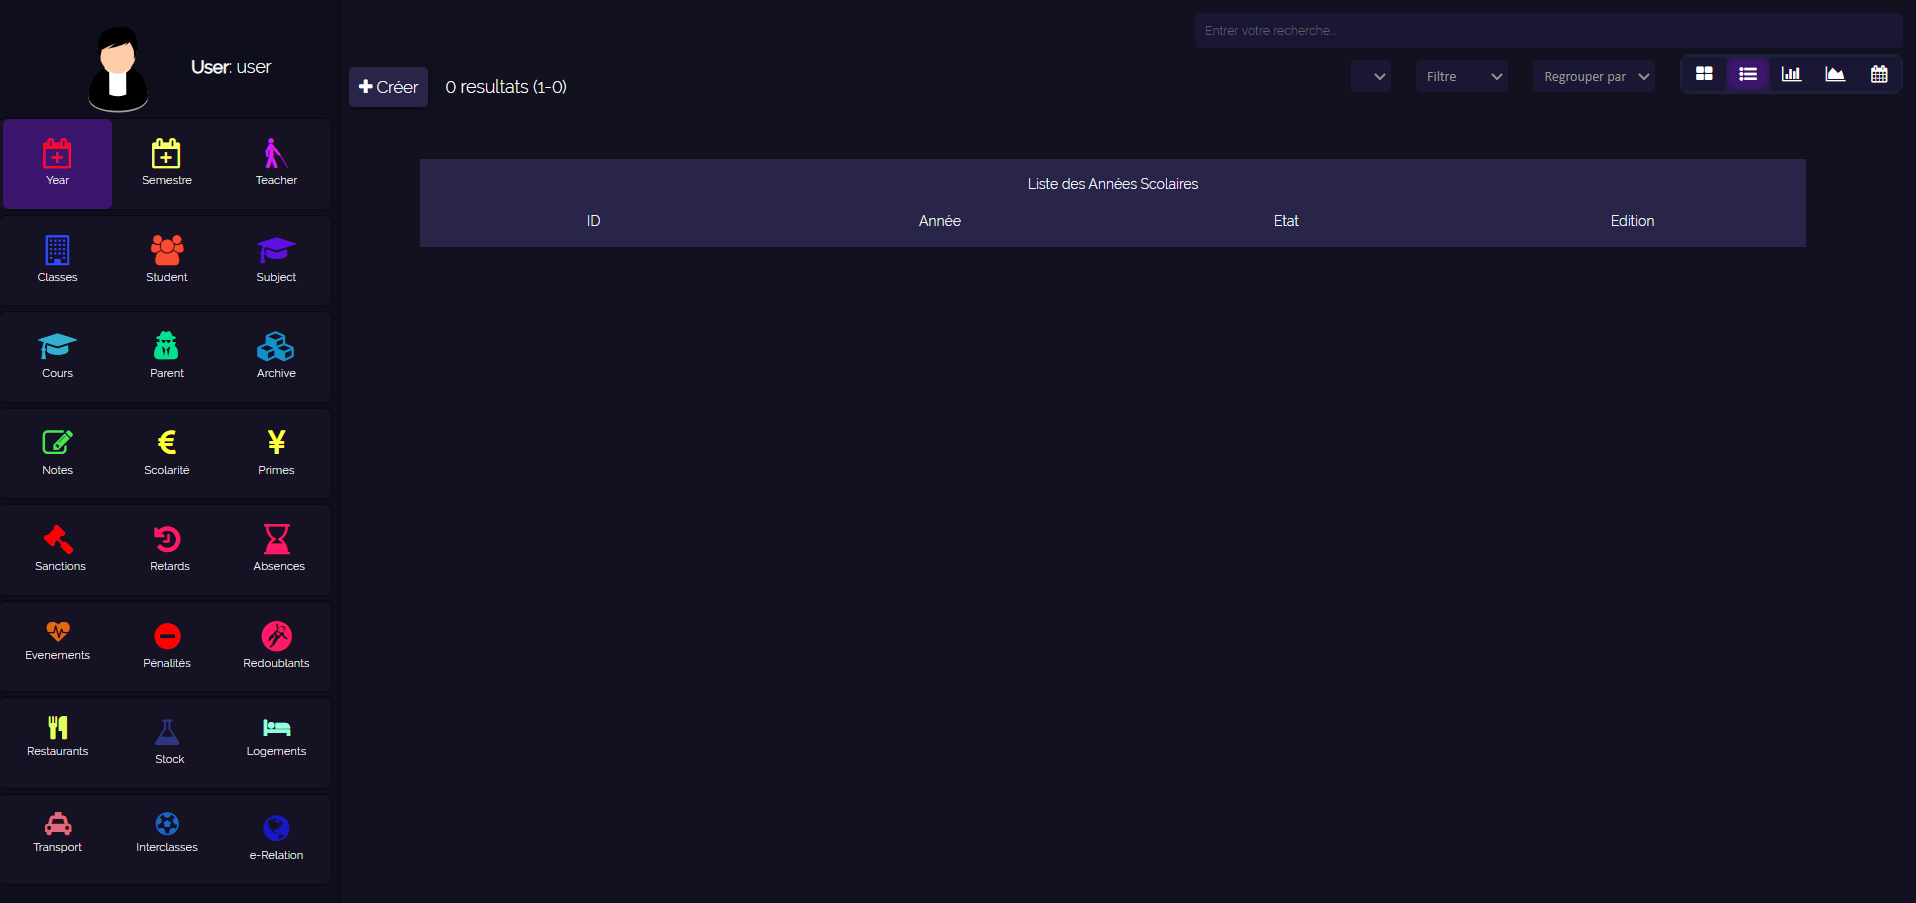 User: user
Year
Semestre
Teacher
Classes
Student
Subject
Cours
Parent
Archive
Notes
Scolarité
Primes
Sanctions
Retards
Absences
Evenements
Pénalités
Redoublants
Restaurants
Stock
Logements
Transport
Interclasses
e-Relation
Entrer votre recherche...
Créer
0 resultats (1-0)
Filtre
Regrouper par
Liste des Années Scolaires
ID Année Etat Edition